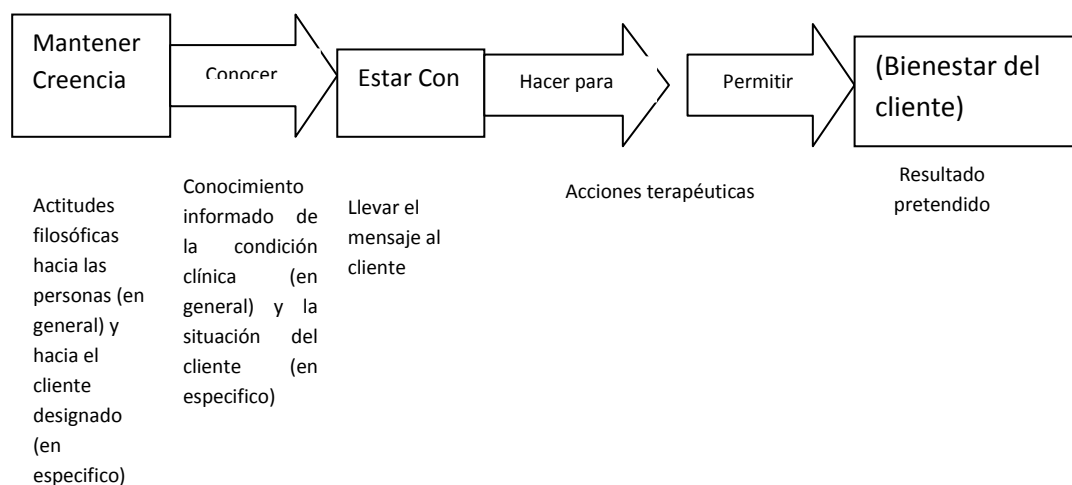 Mantener
Creencia
Conocer
Estar Con
Hacer para
Permitir
(Bienestar del
cliente)
Actitudes
filosóficas
hacia las
personas (en
general) y
hacia el
cliente
designado
(en
especifico)
Conocimiento
informado de
la condición
clínica (en
general) y la
situación del
cliente (en
especifico)
Llevar el
mensaje al
cliente
Acciones terapéuticas
Resultado
pretendido